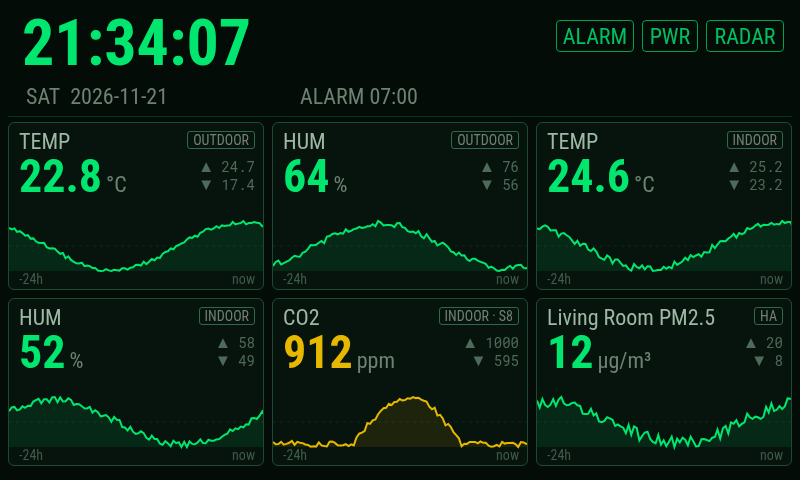 21:34:07
ALARM PWR RADAR
SAT 2026-11-21
ALARM 07:00
TEMP
OUTDOOR
22.8 °C
▲ 24.7
▼ 17.4
-24h
now
HUM
OUTDOOR
64 %
▲ 76
▼ 56
-24h
now
TEMP
INDOOR
24.6 °C
▲ 25.2
▼ 23.2
-24h
now
HUM
INDOOR
52 %
▲ 58
▼ 49
-24h
now
CO2
INDOOR · S8
912 ppm
▲ 1000
▼ 595
-24h
now
Living Room PM2.5
HA
12 µg/m³
▲ 20
▼ 8
-24h
now